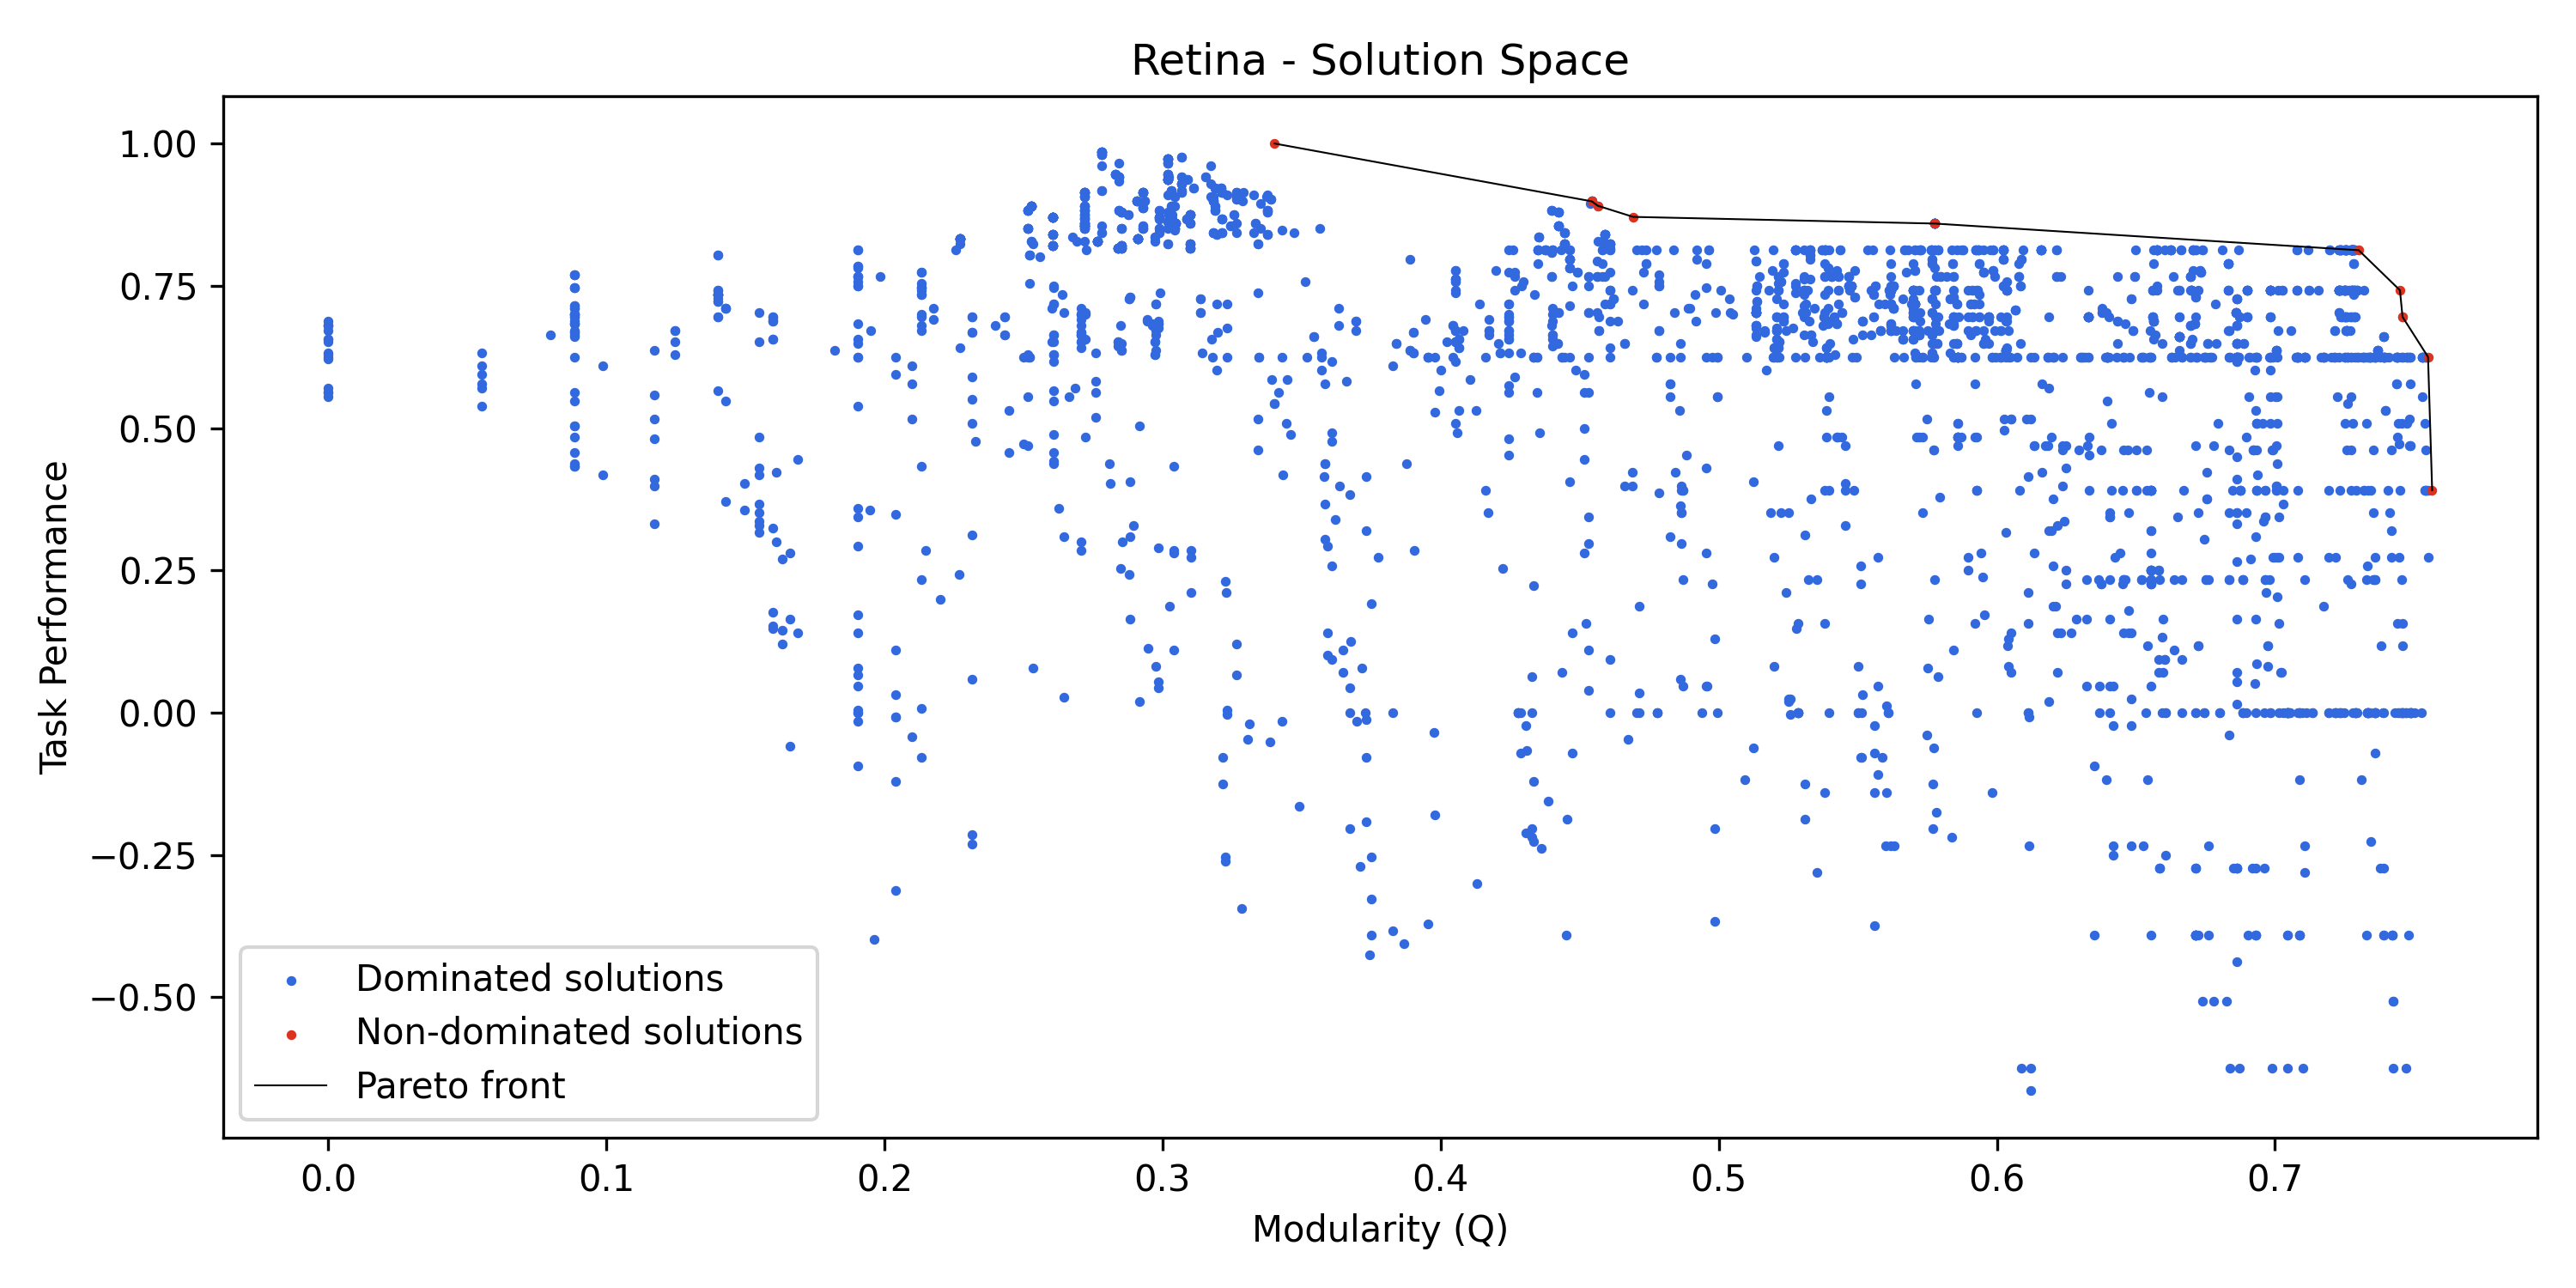 Retina - Solution Space
Task Performance
1.00
0.75
0.50
0.25
0.00
−0.25
−0.50
Dominated solutions
Non-dominated solutions
Pareto front
0.0 0.1 0.2 0.3 0.4 0.5 0.6 0.7
Modularity (Q)